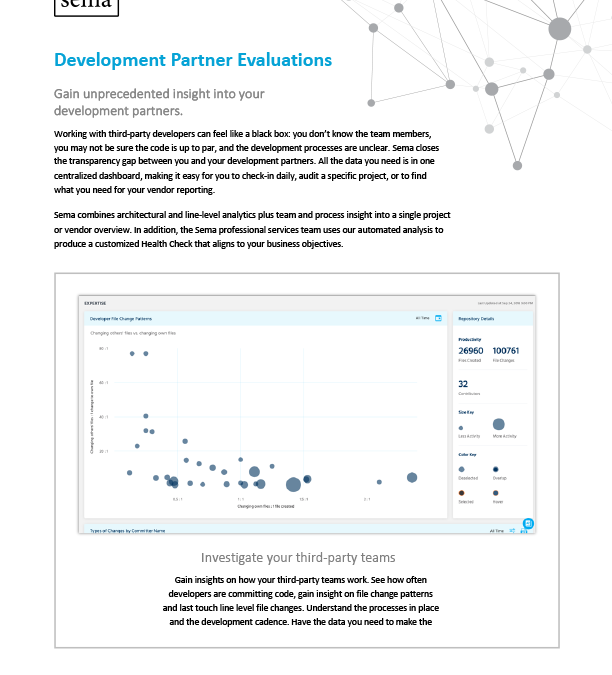 sema
Development Partner Evaluations
Gain unprecedented insight into your
development partners.
Working with third-party developers can feel like a black box: you don't know the team members,
you may not be sure the code is up to par, and the development processes are unclear. Sema closes
the transparency gap between you and your development partners. All the data you need is in one
centralized dashboard, making it easy for you to check-in daily, audit a specific project, or to find
what you need for your vendor reporting.
Sema combines architectural and line-level analytics plus team and process insight into a single project
or vendor overview. In addition, the Sema professional services team uses our automated analysis to
produce a customized Health Check that aligns to your business objectives.
EXPERTISE
Developer File Change Patterns
All Time
Repository Details
Changing others' files vs. changing own files
Productivity
26960 100761
Files Created File Changes
32
Contributors
Size Key
Less Activity More Activity
Color Key
Deselected Overlap
Selected Hover
Changing own files : 1 file created
Types of Changes by Committer Name
All Time
Investigate your third-party teams
Gain insights on how your third-party teams work. See how often
developers are committing code, gain insight on file change patterns
and last touch line level file changes. Understand the processes in place
and the development cadence. Have the data you need to make the